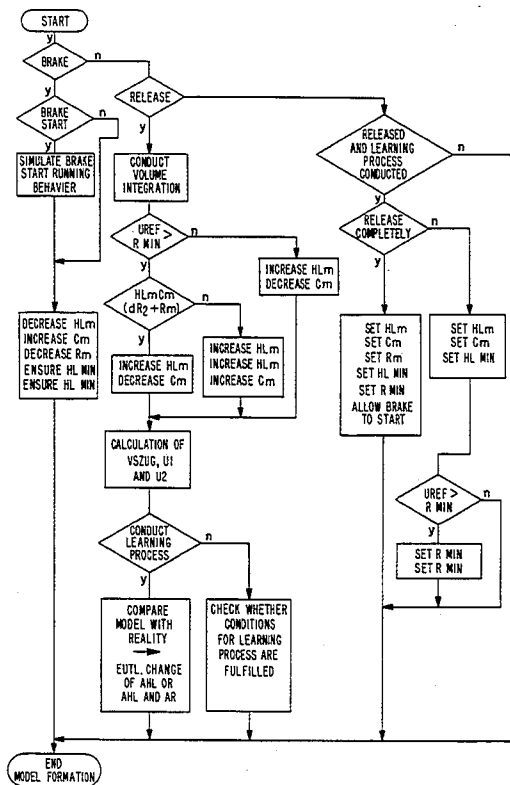 START
y
BRAKE
n
y
BRAKE
START
n
y
SIMULATE BRAKE
START RUNNING
BEHAVIER
DECREASE HLm
INCREASE Cm
DECREASE Rm
ENSURE HL MIN
ENSURE HL MIN
END
MODEL FORMATION
RELEASE
n
y
CONDUCT
VOLUME
INTEGRATION
UREF >
R MIN
n
y
INCREASE HLm
DECREASE Cm
HLmCm
(dR2+Rm)
n
y
INCREASE HLm
DECREASE Cm
INCREASE HLm
INCREASE HLm
INCREASE Cm
CALCULATION OF
VSZUG, U1
AND U2
CONDUCT
LEARNING
PROCESS
n
y
COMPARE
MODEL WITH
REALITY
→
EUTL. CHANGE
OF AHL OR
AHL AND AR
CHECK WHETHER
CONDITIONS
FOR LEARNING
PROCESS ARE
FULFILLED
RELEASED
AND LEARNING
PROCESS
CONDUCTED
n
y
RELEASE
COMPLETELY
n
y
SET HLm
SET Cm
SET Rm
SET HL MIN
SET R MIN
ALLOW BRAKE
TO START
SET HLm
SET Cm
SET HL MIN
UREF >
R MIN
n
y
SET R MIN
SET R MIN